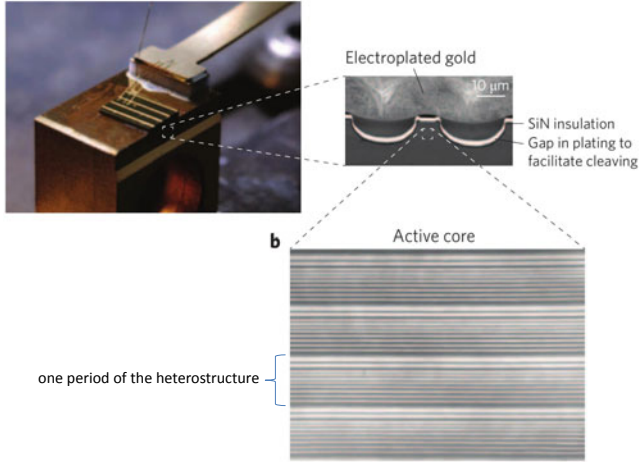 Electroplated gold
10 μm
SiN insulation
Gap in plating to
facilitate cleaving
b
Active core
one period of the heterostructure